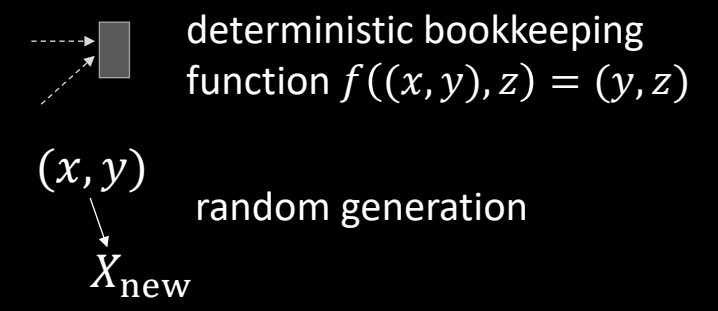 deterministic bookkeeping
function f((x, y), z) = (y, z)
(x, y)
random generation
X_new